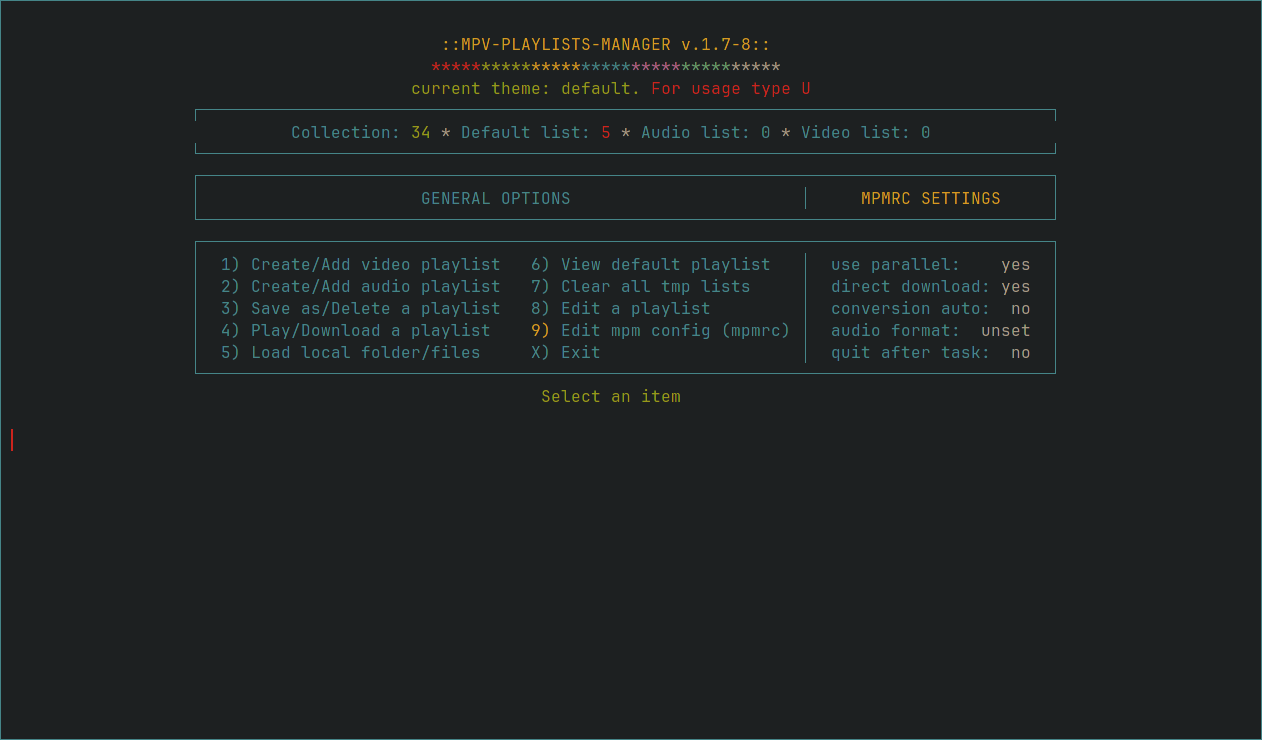 ::MPV-PLAYLISTS-MANAGER v.1.7-8::
***********************************
current theme: default. For usage type U
Collection: 34 * Default list: 5 * Audio list: 0 * Video list: 0
GENERAL OPTIONS MPMRC SETTINGS
1) Create/Add video playlist 6) View default playlist use parallel: yes
2) Create/Add audio playlist 7) Clear all tmp lists direct download: yes
3) Save as/Delete a playlist 8) Edit a playlist conversion auto: no
4) Play/Download a playlist 9) Edit mpm config (mpmrc) audio format: unset
5) Load local folder/files X) Exit quit after task: no
Select an item